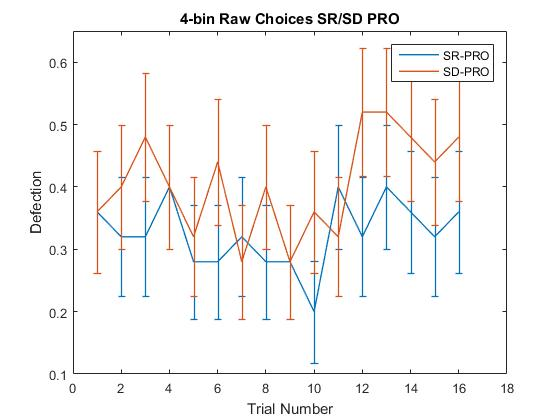 4-bin Raw Choices SR/SD PRO
SR-PRO
SD-PRO
0.6
0.5
0.4
0.3
0.2
0.1
Defection
0 2 4 6 8 10 12 14 16 18
Trial Number